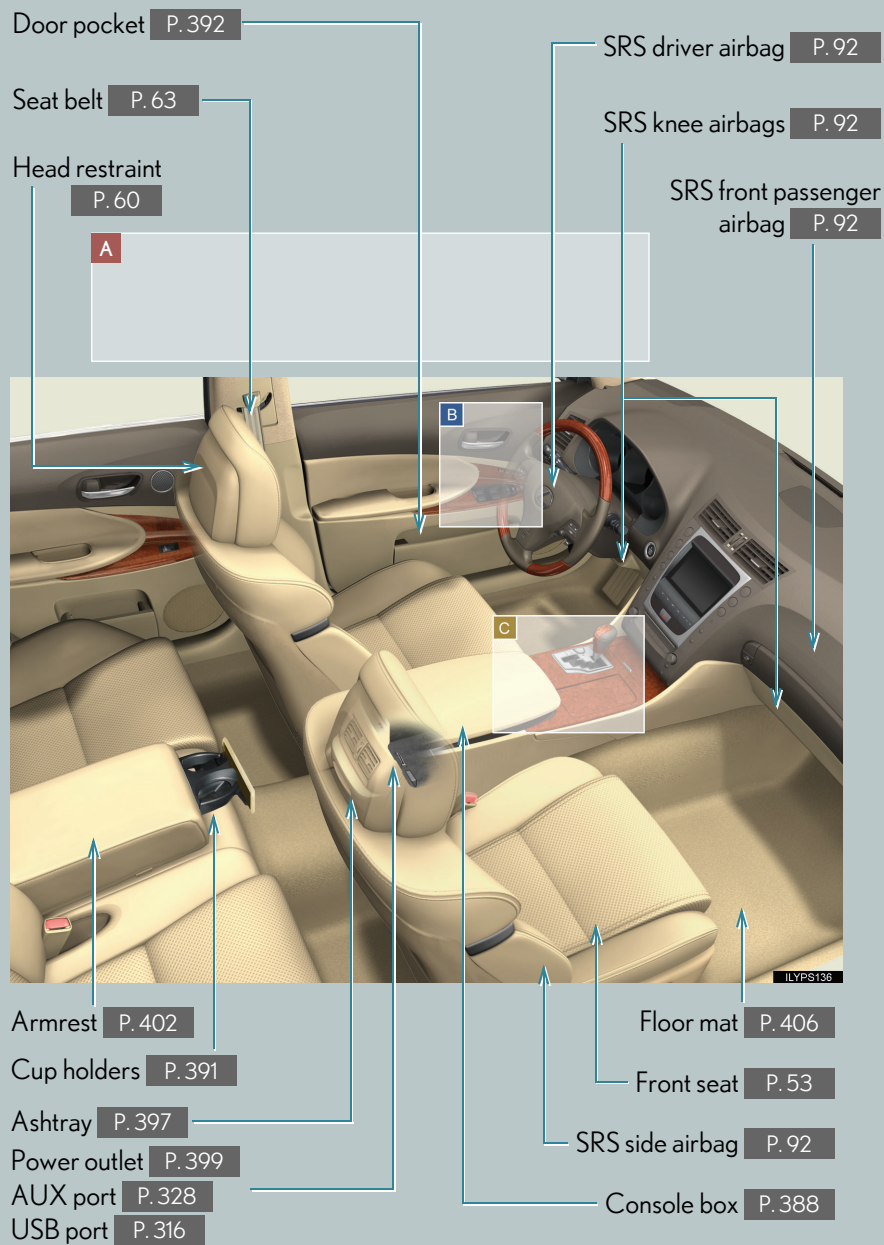 Door pocket P. 392
SRS driver airbag P. 92
Seat belt P. 63
SRS knee airbags P. 92
Head restraint
P. 60
SRS front passenger
airbag P. 92
A
B
C
ILYPS136
Armrest P. 402
Floor mat P. 406
Cup holders P. 391
Front seat P. 53
Ashtray P. 397
SRS side airbag P. 92
Power outlet P. 399
AUX port P. 328
Console box P. 388
USB port P. 316